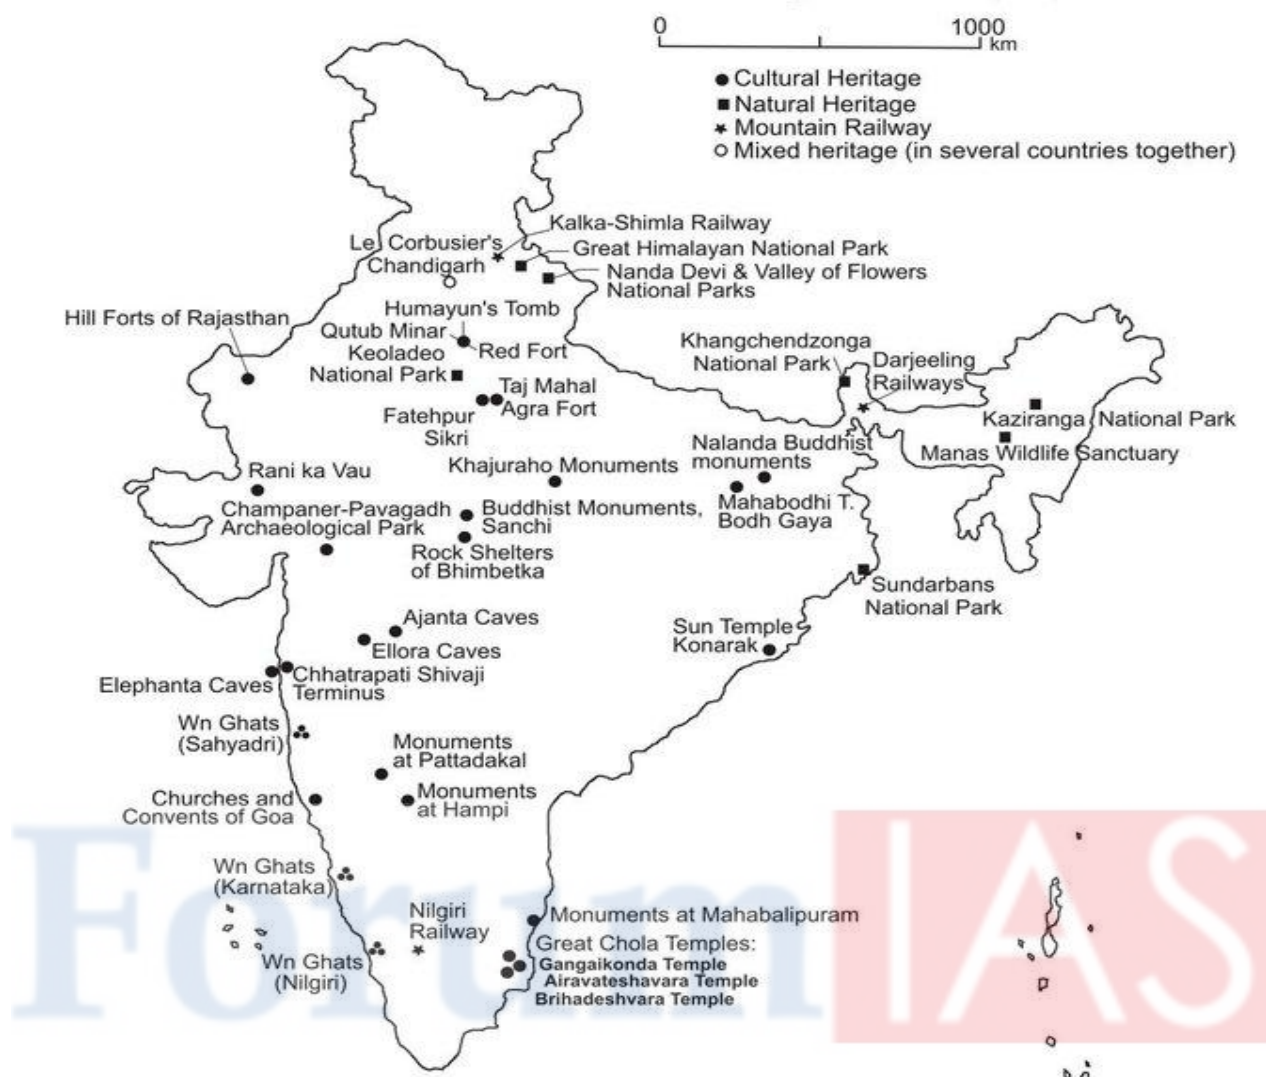 0 1000
km
Cultural Heritage
Natural Heritage
Mountain Railway
Mixed heritage (in several countries together)
Kalka-Shimla Railway
Le Corbusier's
Chandigarh
Great Himalayan National Park
Nanda Devi & Valley of Flowers
National Parks
Humayun's Tomb
Hill Forts of Rajasthan
Qutub Minar
Red Fort
Keoladeo
National Park
Khangchendzonga
National Park
Darjeeling
Railways
Taj Mahal
Agra Fort
Fatehpur
Sikri
Kaziranga National Park
Manas Wildlife Sanctuary
Nalanda Buddhist
monuments
Khajuraho Monuments
Rani ka Vau
Mahabodhi T.
Bodh Gaya
Champaner-Pavagadh
Archaeological Park
Buddhist Monuments,
Sanchi
Rock Shelters
of Bhimbetka
Sundarbans
National Park
Ajanta Caves
Ellora Caves
Sun Temple
Konarak
Elephanta Caves
Chhatrapati Shivaji
Terminus
Wn Ghats
(Sahyadri)
Monuments
at Pattadakal
Monuments
at Hampi
Churches and
Convents of Goa
Wn Ghats
(Karnataka)
Nilgiri
Railway
Monuments at Mahabalipuram
Great Chola Temples:
Gangaikonda Temple
Airavateshavara Temple
Brihadeshvara Temple
Wn Ghats
(Nilgiri)
Forum IAS